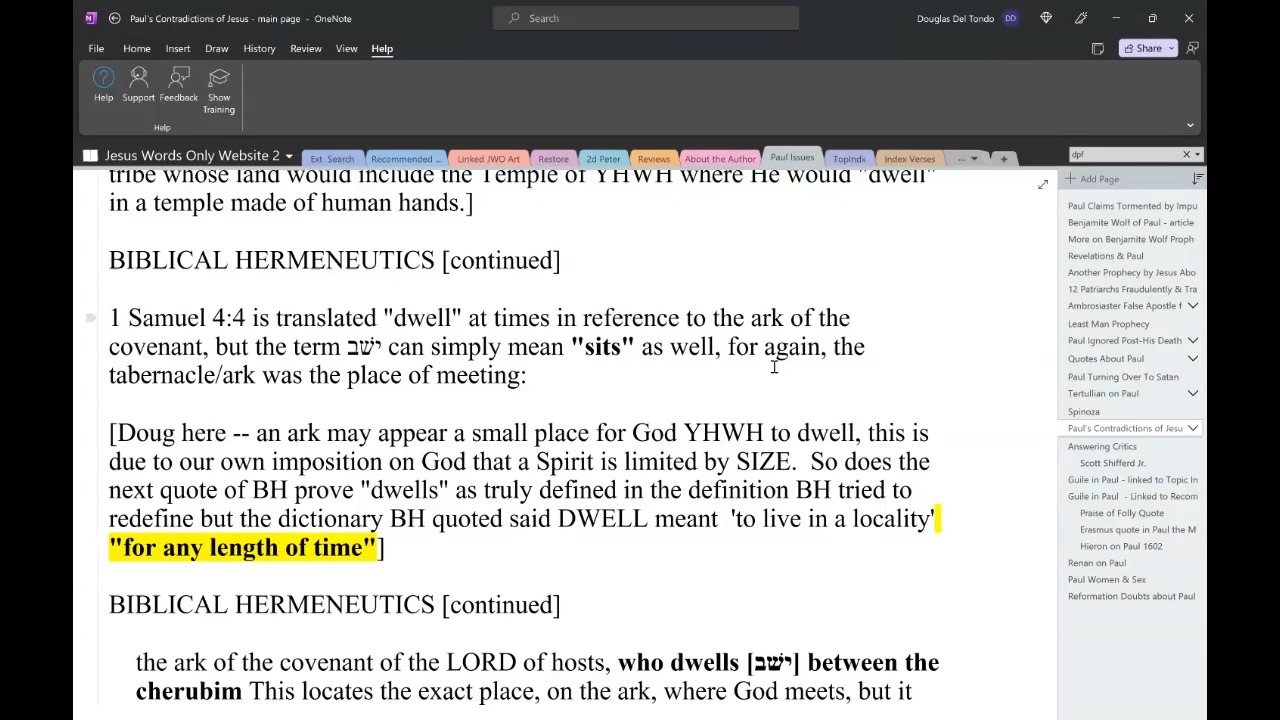 Paul's Contradictions of Jesus - main page - OneNote
Search
Douglas Del Tondo
DD
File Home Insert Draw History Review View Help
Share
Help Support Feedback Show Training
Help
Jesus Words Only Website 2
Ext Search
Recommended ...
Linked JWO Art
Restore
2d Peter
Reviews
About the Author
Paul Issues
TopIndx
Index Verses
...
dpf
tribe whose land would include the Temple of YHWH where He would "dwell"
in a temple made of human hands.]
BIBLICAL HERMENEUTICS [continued]
1 Samuel 4:4 is translated "dwell" at times in reference to the ark of the
covenant, but the term ישׁב can simply mean "sits" as well, for again, the
tabernacle/ark was the place of meeting:
[Doug here -- an ark may appear a small place for God YHWH to dwell, this is
due to our own imposition on God that a Spirit is limited by SIZE. So does the
next quote of BH prove "dwells" as truly defined in the definition BH tried to
redefine but the dictionary BH quoted said DWELL meant 'to live in a locality'
"for any length of time"]
BIBLICAL HERMENEUTICS [continued]
the ark of the covenant of the LORD of hosts, who dwells [ישׁב] between the
cherubim This locates the exact place, on the ark, where God meets, but it
Add Page
Paul Claims Tormented by Impu
Benjamite Wolf of Paul - article
More on Benjamite Wolf Proph
Revelations & Paul
Another Prophecy by Jesus Abo
12 Patriarchs Fraudulently & Tra
Ambrosiaster False Apostle f
Least Man Prophecy
Paul Ignored Post-His Death
Quotes About Paul
Paul Turning Over To Satan
Tertullian on Paul
Spinoza
Paul's Contradictions of Jesu
Answering Critics
Scott Shifferd Jr.
Guile in Paul - linked to Topic In
Guile in Paul - Linked to Recom
Praise of Folly Quote
Erasmus quote in Paul the M
Hieron on Paul 1602
Renan on Paul
Paul Women & Sex
Reformation Doubts about Paul